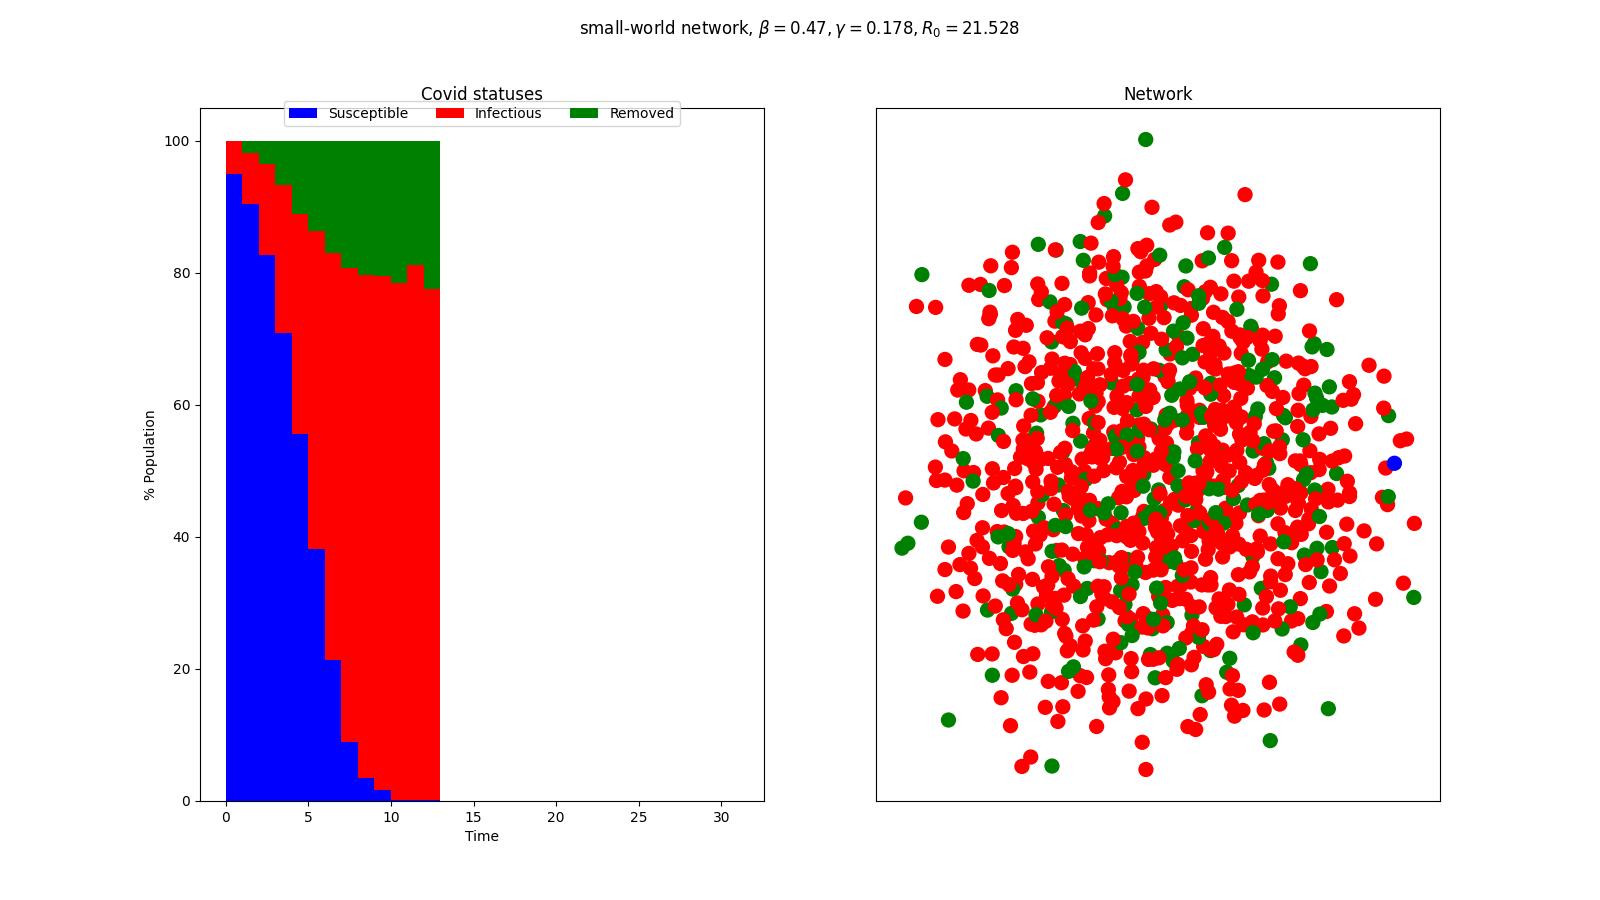 small-world network, β = 0.47, γ = 0.178, R₀ = 21.528
Covid statuses
Susceptible Infectious Removed
100
80
60
40
20
0
% Population
0 5 10 15 20 25 30
Time
Network